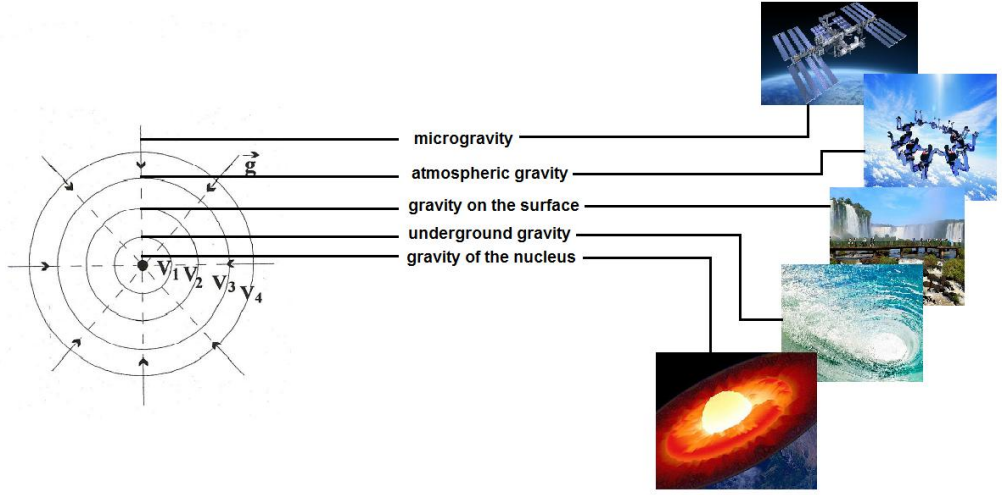 microgravity
g
atmospheric gravity
gravity on the surface
underground gravity
gravity of the nucleus
V1 V2 V3 V4